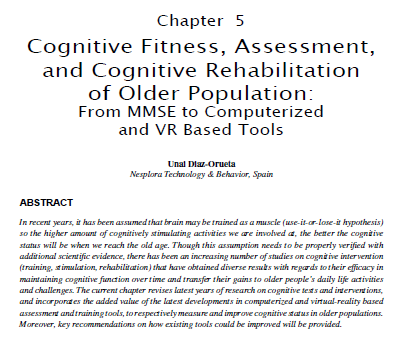 Chapter 5
Cognitive Fitness, Assessment,
and Cognitive Rehabilitation
of Older Population:
From MMSE to Computerized
and VR Based Tools
Unai Diaz-Orueta
Nesplora Technology & Behavior, Spain
ABSTRACT
In recent years, it has been assumed that brain may be trained as a muscle (use-it-or-lose-it hypothesis)
so the higher amount of cognitively stimulating activities we are involved at, the better the cognitive
status will be when we reach the old age. Though this assumption needs to be properly verified with
additional scientific evidence, there has been an increasing number of studies on cognitive intervention
(training, stimulation, rehabilitation) that have obtained diverse results with regards to their efficacy in
maintaining cognitive function over time and transfer their gains to older people's daily life activities
and challenges. The current chapter revises latest years of research on cognitive tests and interventions,
and incorporates the added value of the latest developments in computerized and virtual-reality based
assessment and training tools, to respectively measure and improve cognitive status in older populations.
Moreover, key recommendations on how existing tools could be improved will be provided.